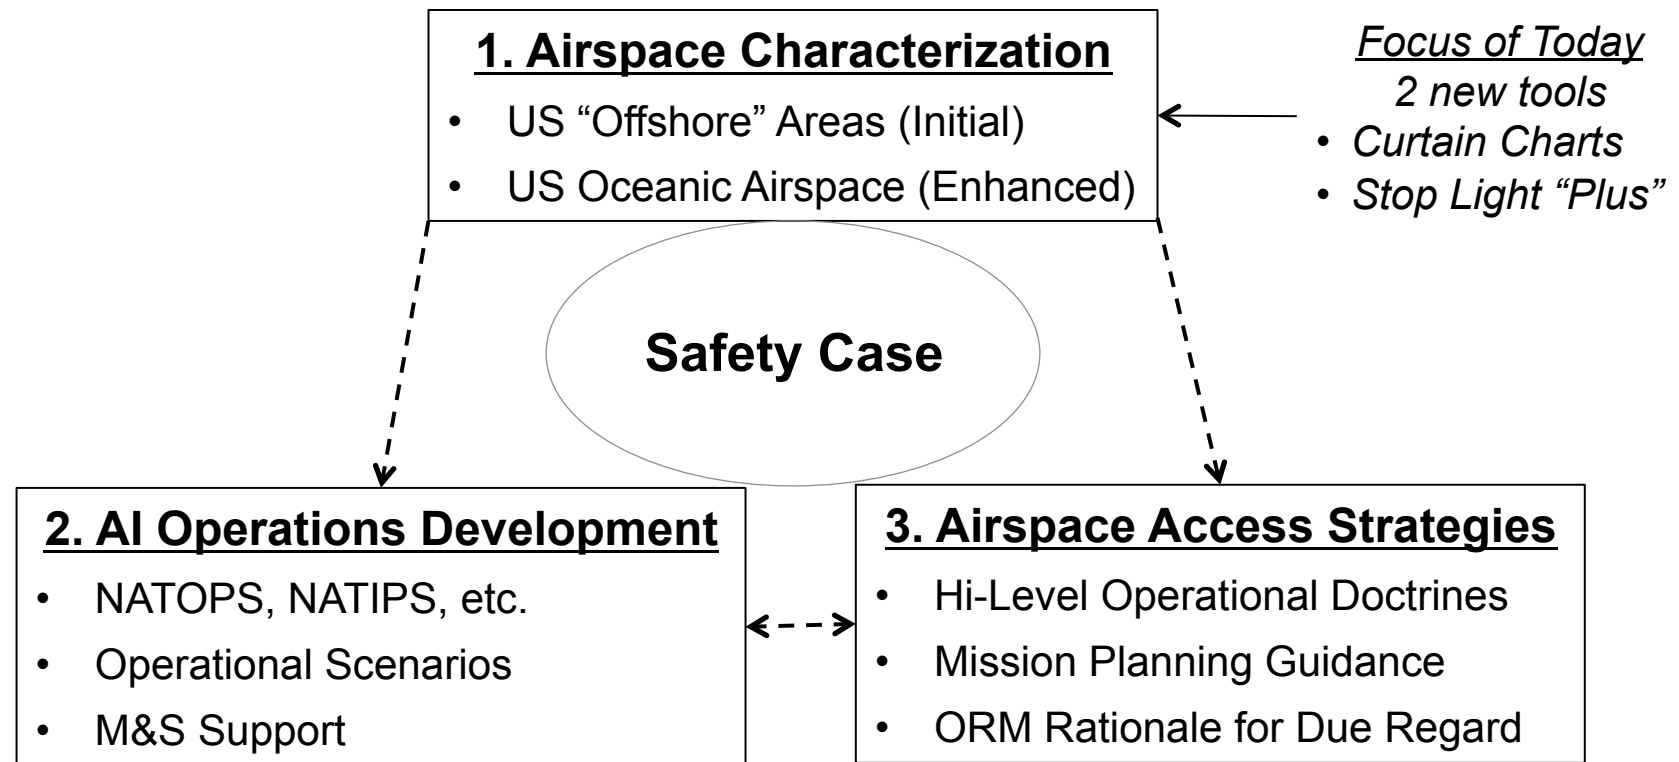 1. Airspace Characterization
• US “Offshore” Areas (Initial)
• US Oceanic Airspace (Enhanced)
Focus of Today
2 new tools
• Curtain Charts
• Stop Light “Plus”
Safety Case
2. AI Operations Development
• NATOPS, NATIPS, etc.
• Operational Scenarios
• M&S Support
3. Airspace Access Strategies
• Hi-Level Operational Doctrines
• Mission Planning Guidance
• ORM Rationale for Due Regard